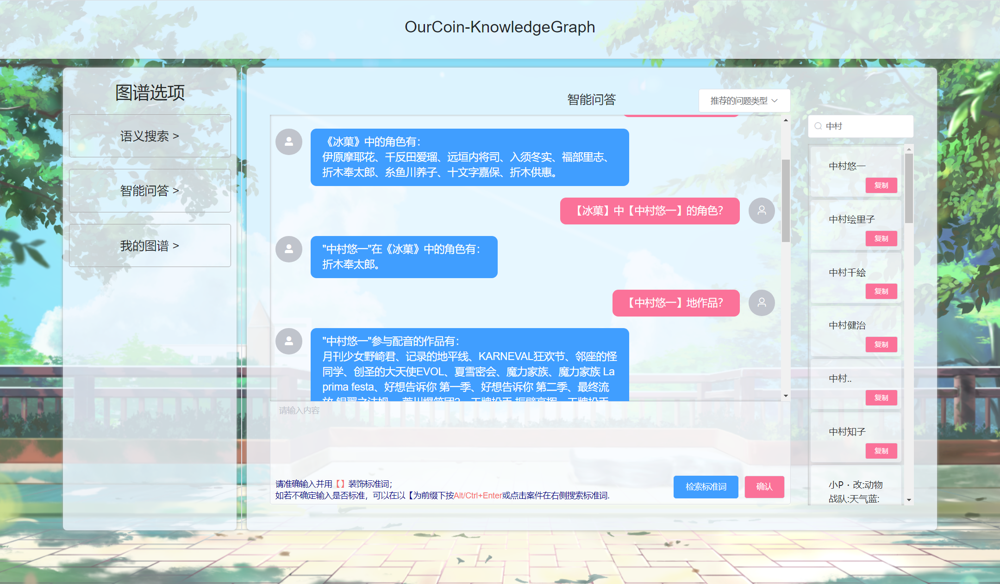 OurCoin-KnowledgeGraph
图谱选项
语义搜索 >
智能问答 >
我的图谱 >
智能问答
推荐的问题类型
《冰菓》中的角色有：
伊原摩耶花、千反田爱瑠、远垣内将司、入须冬实、福部里志、
折木奉太郎、糸鱼川养子、十文字嘉保、折木供惠。
【冰菓】中【中村悠一】的角色？
"中村悠一"在《冰菓》中的角色有：
折木奉太郎。
【中村悠一】地作品？
"中村悠一"参与配音的作品有：
月刊少女野崎君、记录的地平线、KARNEVAL狂欢节、邻座的怪
同学、创圣的大天使EVOL、夏雪密会、魔力家族、魔力家族 La
prima festa、好想告诉你 第一季、好想告诉你 第二季、最终流
请输入内容
请准确输入并用【】装饰标准词；
如若不确定输入是否标准，可以在以【为前缀下按Alt/Ctrl+Enter或点击案件在右侧搜索标准词.
检索标准词
确认
中村
中村悠一
复制
中村绘里子
复制
中村千絵
复制
中村健治
复制
中村..
复制
中村知子
复制
小P・改:动物
战队:天气蓝: